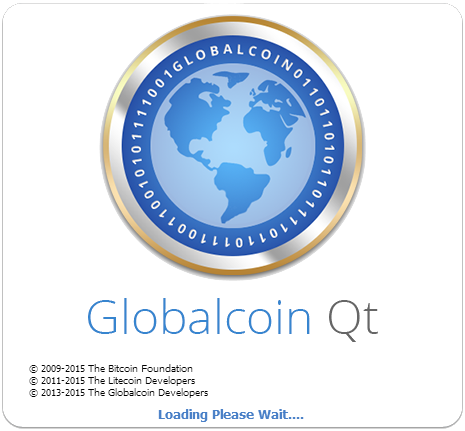 GLOBALCOIN
Globalcoin Qt
© 2009-2015 The Bitcoin Foundation
© 2011-2015 The Litecoin Developers
© 2013-2015 The Globalcoin Developers
Loading Please Wait....